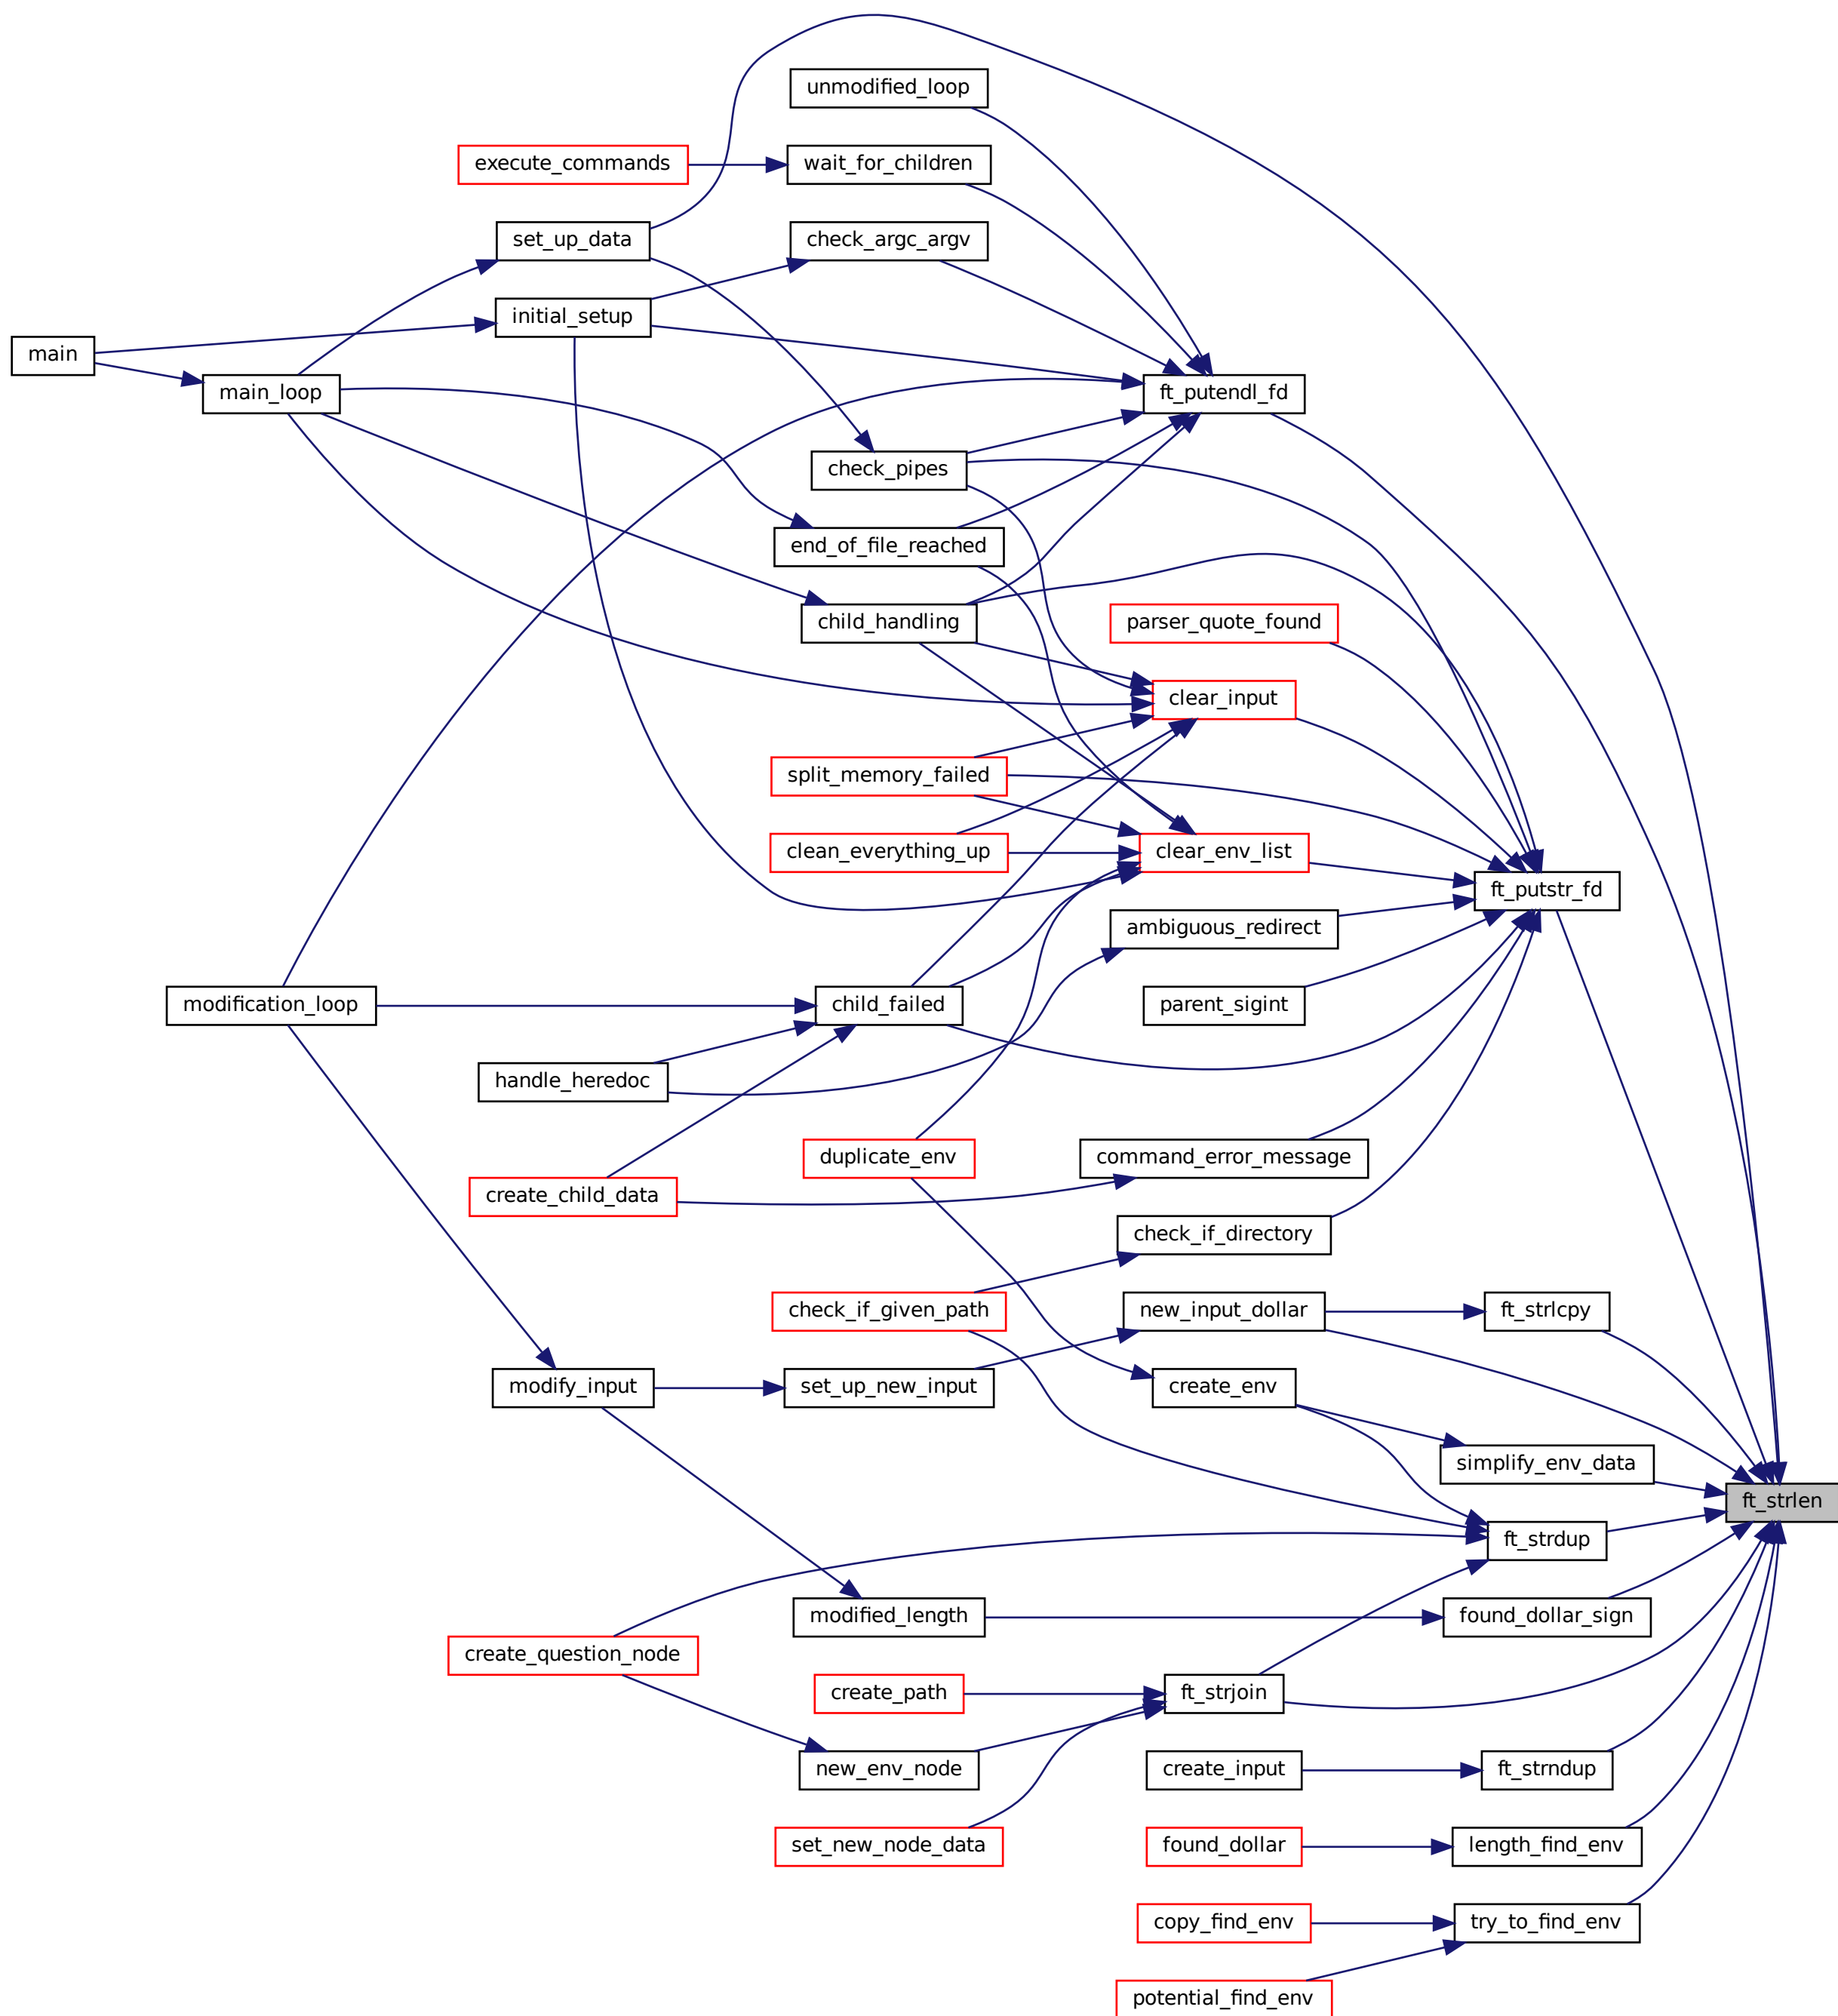 unmodified_loop
execute_commands
wait_for_children
set_up_data
check_argc_argv
initial_setup
main
main_loop
ft_putendl_fd
check_pipes
end_of_file_reached
child_handling
parser_quote_found
clear_input
split_memory_failed
clean_everything_up
clear_env_list
ft_putstr_fd
ambiguous_redirect
modification_loop
child_failed
parent_sigint
handle_heredoc
duplicate_env
command_error_message
create_child_data
check_if_directory
check_if_given_path
new_input_dollar
ft_strlcpy
modify_input
set_up_new_input
create_env
simplify_env_data
ft_strlen
ft_strdup
modified_length
found_dollar_sign
create_question_node
create_path
ft_strjoin
new_env_node
create_input
ft_strndup
set_new_node_data
found_dollar
length_find_env
copy_find_env
try_to_find_env
potential_find_env